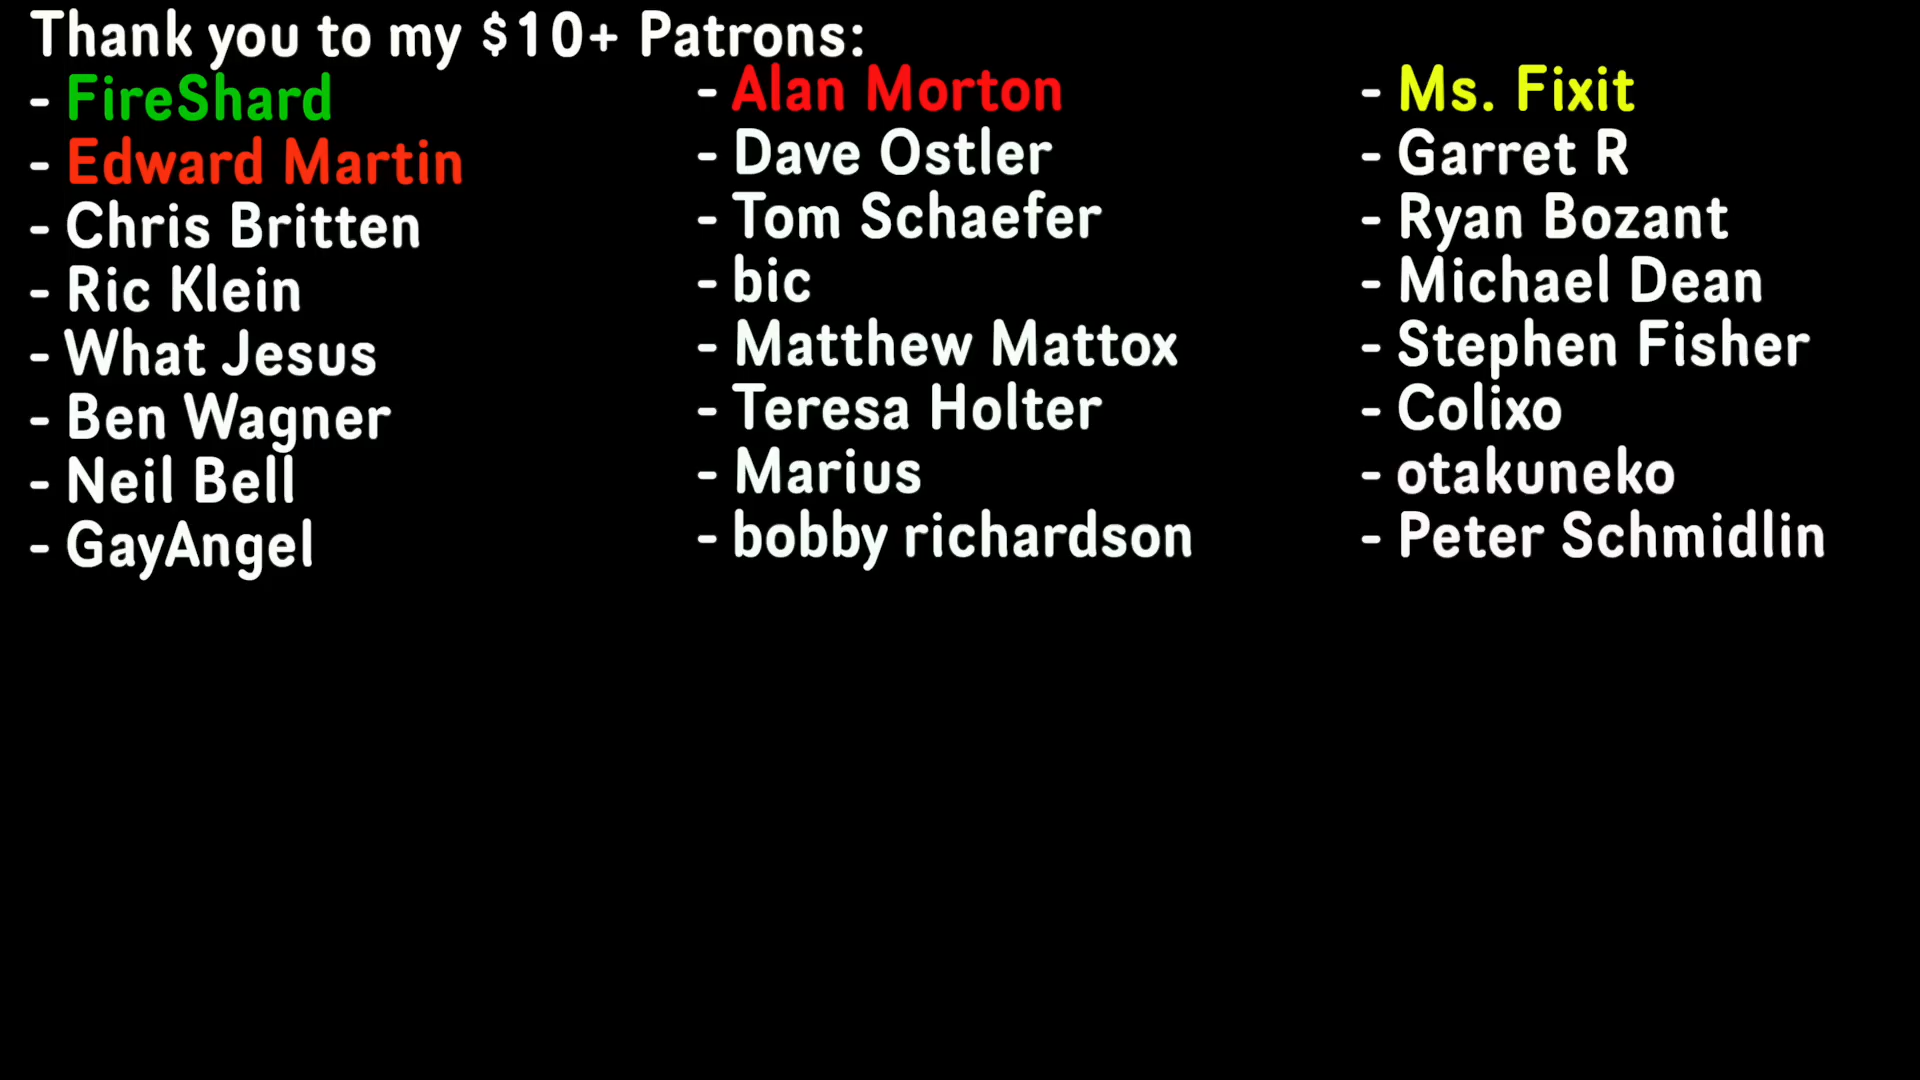 Thank you to my $10+ Patrons:
- FireShard
- Edward Martin
- Chris Britten
- Ric Klein
- What Jesus
- Ben Wagner
- Neil Bell
- GayAngel
- Alan Morton
- Dave Ostler
- Tom Schaefer
- bic
- Matthew Mattox
- Teresa Holter
- Marius
- bobby richardson
- Ms. Fixit
- Garret R
- Ryan Bozant
- Michael Dean
- Stephen Fisher
- Colixo
- otakuneko
- Peter Schmidlin